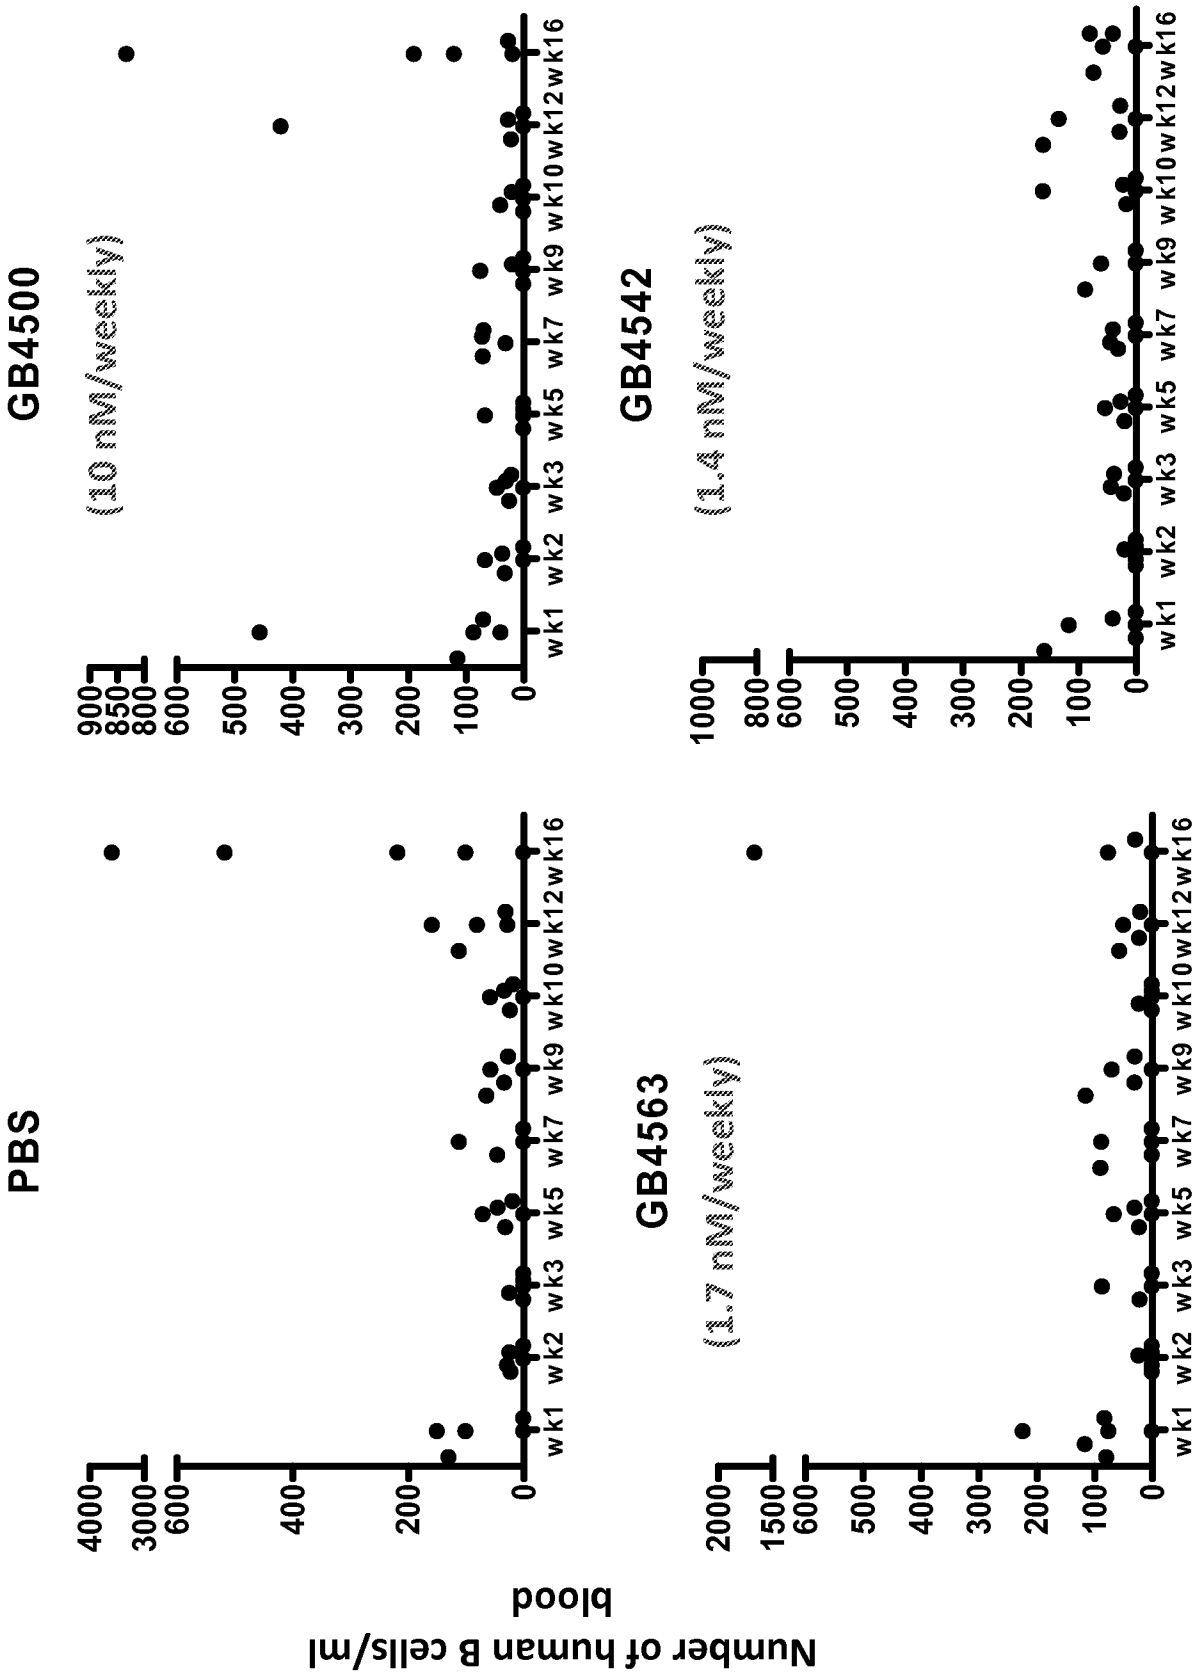 Number of human B cells/ml
blood
PBS
4000
3000
600
400
200
0
wk1
wk2
wk3
wk5
wk7
wk9
wk10
wk12
wk16
GB4500
(10 nM/weekly)
900
850
800
600
500
400
300
200
100
0
wk1
wk2
wk3
wk5
wk7
wk9
wk10
wk12
wk16
GB4563
(1.7 nM/weekly)
2000
1500
600
500
400
300
200
100
0
wk1
wk2
wk3
wk5
wk7
wk9
wk10
wk12
wk16
GB4542
(1.4 nM/weekly)
1000
800
600
500
400
300
200
100
0
wk1
wk2
wk3
wk5
wk7
wk9
wk10
wk12
wk16